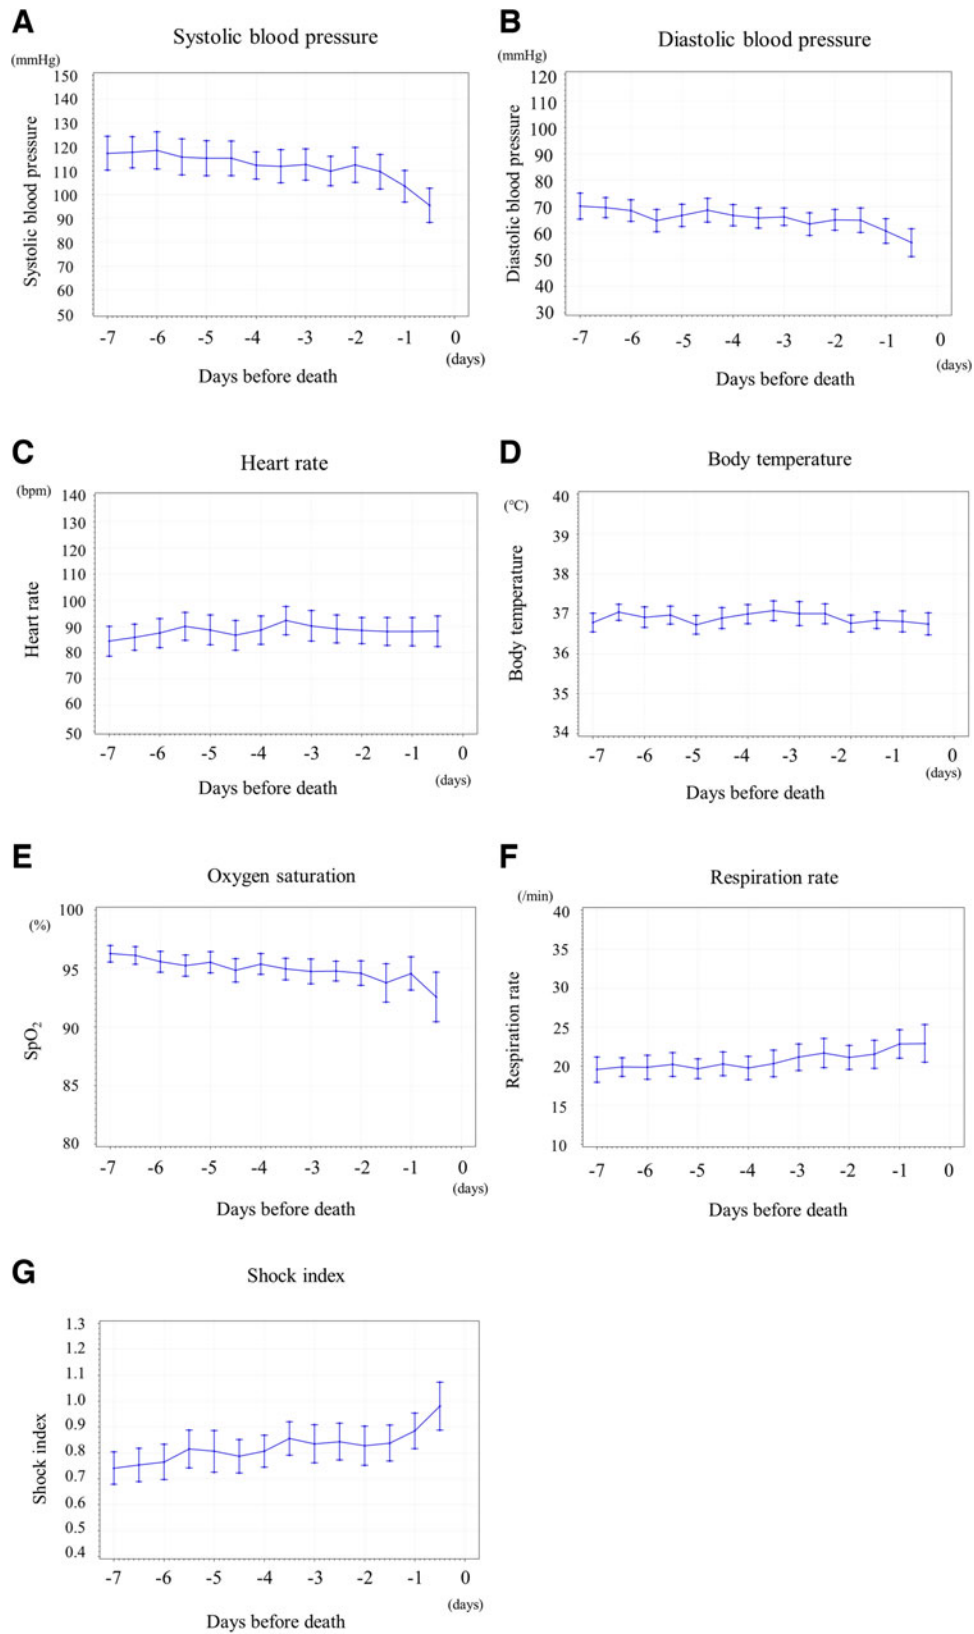 A
Systolic blood pressure
(mmHg)
Systolic blood pressure
150
140
130
120
110
100
90
80
70
60
50
-7 -6 -5 -4 -3 -2 -1 0
(days)
Days before death
B
Diastolic blood pressure
(mmHg)
Diastolic blood pressure
120
110
100
90
80
70
60
50
40
30
-7 -6 -5 -4 -3 -2 -1 0
(days)
Days before death
C
Heart rate
(bpm)
Heart rate
140
130
120
110
100
90
80
70
60
50
-7 -6 -5 -4 -3 -2 -1 0
(days)
Days before death
D
Body temperature
(℃)
Body temperature
40
39
38
37
36
35
34
-7 -6 -5 -4 -3 -2 -1 0
(days)
Days before death
E
Oxygen saturation
(%)
SpO₂
100
95
90
85
80
-7 -6 -5 -4 -3 -2 -1 0
(days)
Days before death
F
Respiration rate
(/min)
Respiration rate
40
35
30
25
20
15
10
-7 -6 -5 -4 -3 -2 -1 0
Days before death
G
Shock index
Shock index
1.3
1.2
1.1
1.0
0.9
0.8
0.7
0.6
0.5
0.4
-7 -6 -5 -4 -3 -2 -1 0
(days)
Days before death